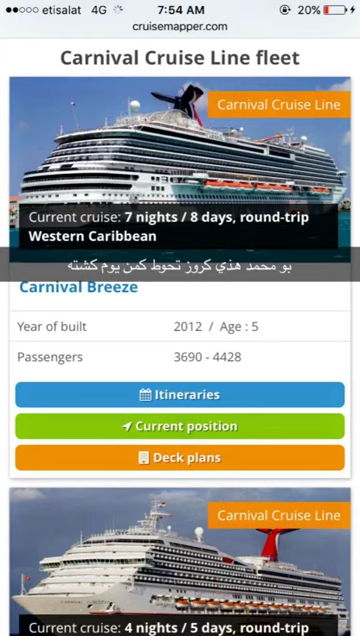 etisalat 4G 7:54 AM 20%
cruisemapper.com
Carnival Cruise Line fleet
Carnival Cruise Line
Current cruise: 7 nights / 8 days, round-trip
Western Caribbean
بو محمد هذي كروز تحوط كمن يوم كشته
Carnival Breeze
Year of built 2012 / Age : 5
Passengers 3690 - 4428
Itineraries
Current position
Deck plans
Carnival Cruise Line
Current cruise: 4 nights / 5 days, round-trip